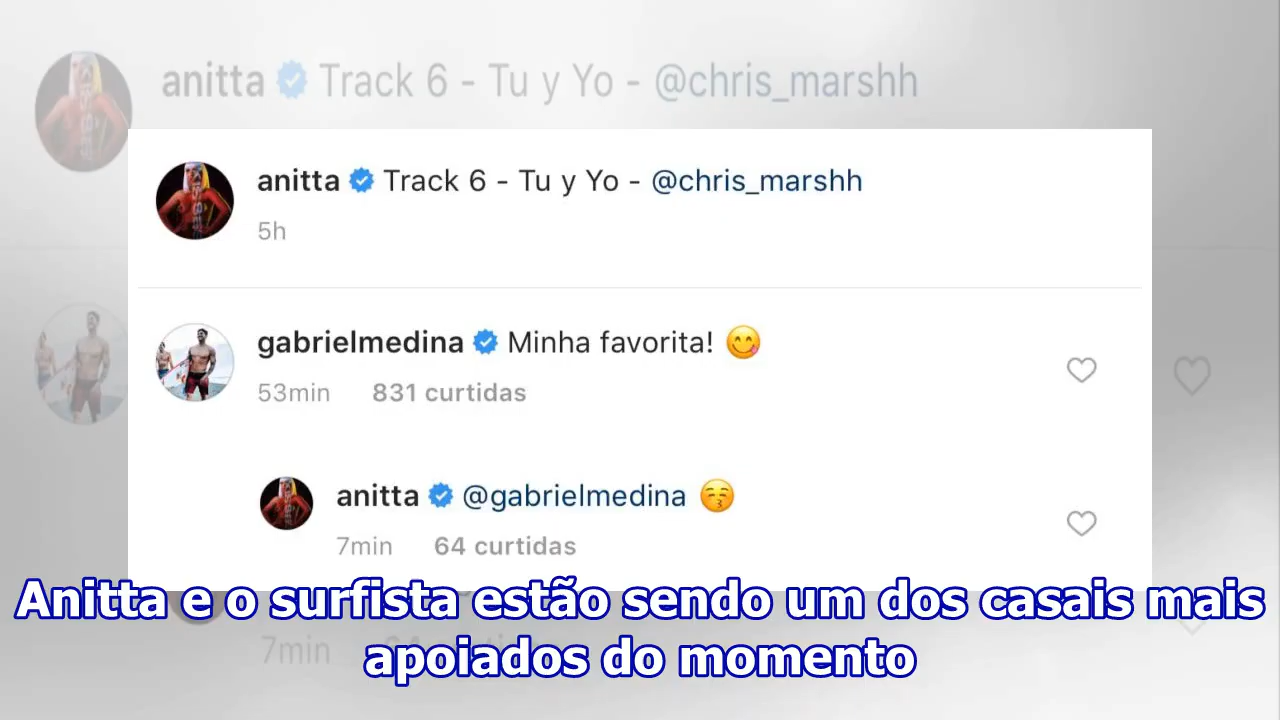 anitta Track 6 - Tu y Yo - @chris_marshh
anitta Track 6 - Tu y Yo - @chris_marshh
5h
gabrielmedina Minha favorita! 😋
53min 831 curtidas
anitta @gabrielmedina 😚
7min 64 curtidas
Anitta e o surfista estão sendo um dos casais mais
7min
apoiados do momento